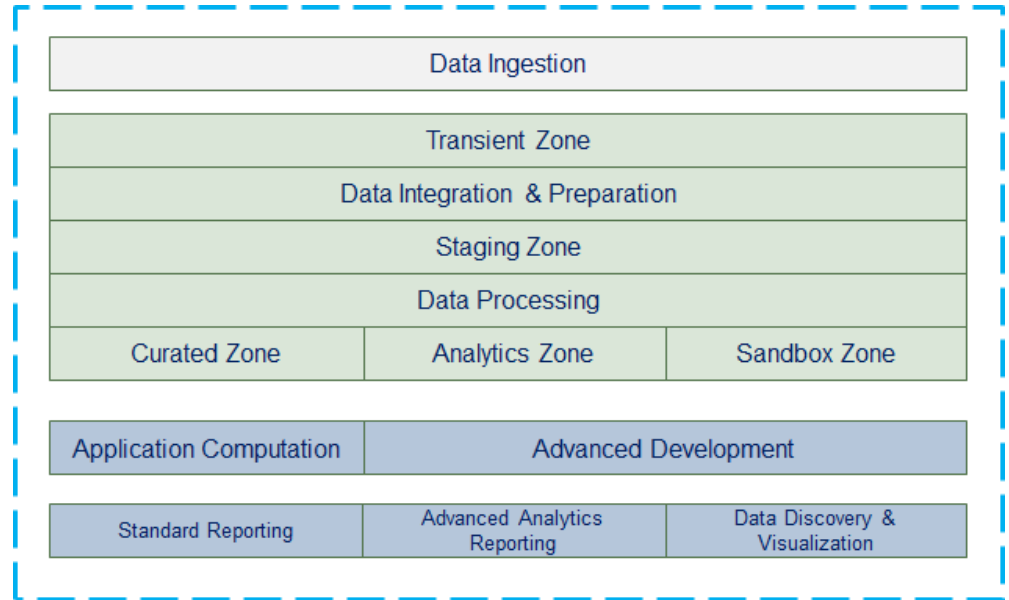 Data Ingestion
Transient Zone
Data Integration & Preparation
Staging Zone
Data Processing
Curated Zone
Analytics Zone
Sandbox Zone
Application Computation
Advanced Development
Standard Reporting
Advanced Analytics
Reporting
Data Discovery &
Visualization